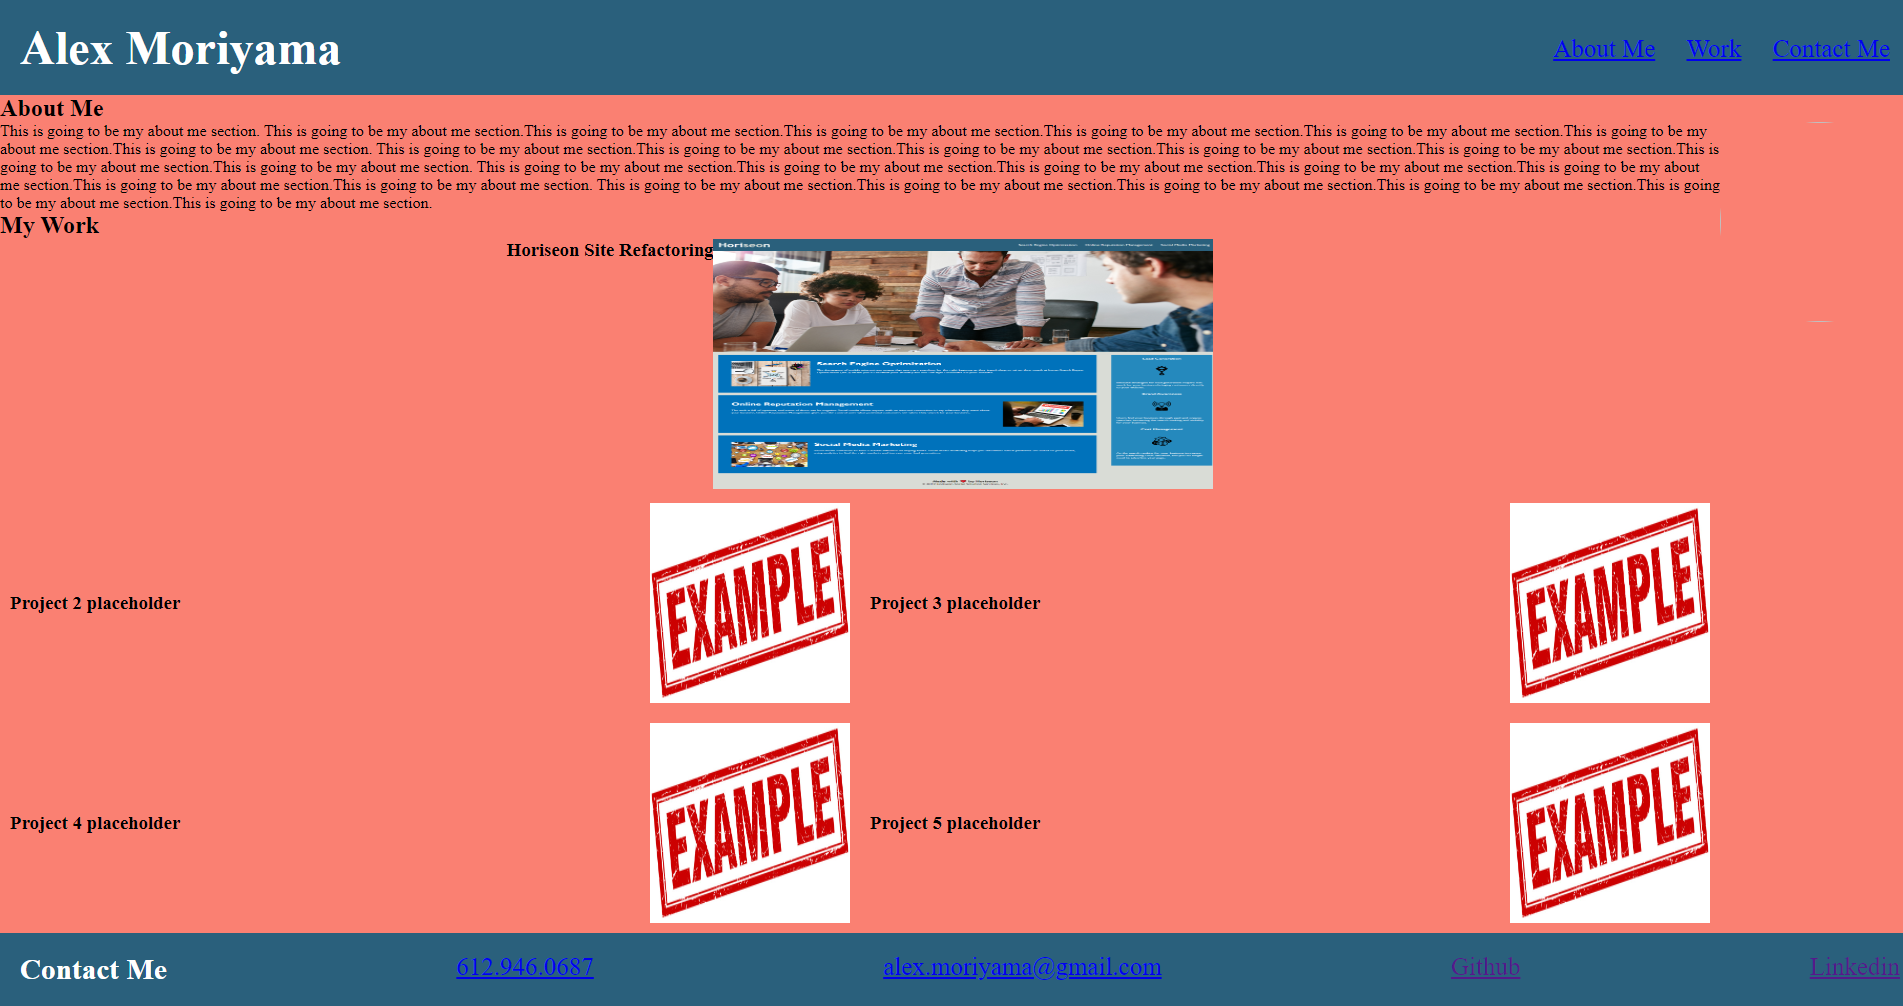 Alex Moriyama
About Me Work Contact Me
About Me
This is going to be my about me section. This is going to be my about me section.This is going to be my about me section.This is going to be my about me section.This is going to be my about me section.This is going to be my about me section.This is going to be my
about me section.This is going to be my about me section. This is going to be my about me section.This is going to be my about me section.This is going to be my about me section.This is going to be my about me section.This is going to be my about me section.This is
going to be my about me section.This is going to be my about me section. This is going to be my about me section.This is going to be my about me section.This is going to be my about me section.This is going to be my about me section.This is going to be my about
me section.This is going to be my about me section.This is going to be my about me section. This is going to be my about me section.This is going to be my about me section.This is going to be my about me section.This is going to be my about me section.This is going
to be my about me section.This is going to be my about me section.
My Work
Horiseon Site Refactoring
Horiseon
Search Engine Optimization Online Reputation Management Social Media Marketing
Search Engine Optimization
Online Reputation Management
Social Media Marketing
Lead Generation
Brand Awareness
Cost Management
Project 2 placeholder
EXAMPLE
Project 3 placeholder
EXAMPLE
Project 4 placeholder
EXAMPLE
Project 5 placeholder
EXAMPLE
Contact Me
612.946.0687
alex.moriyama@gmail.com
Github
Linkedin